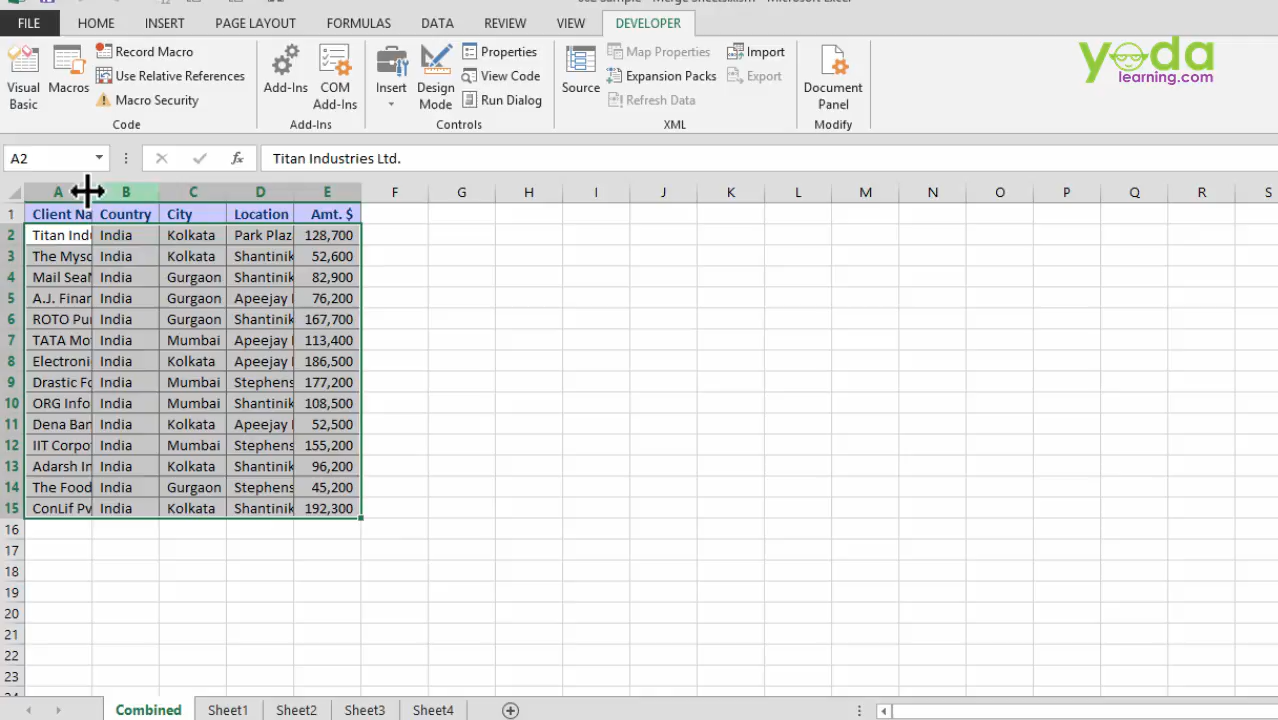 FILE HOME INSERT PAGE LAYOUT FORMULAS DATA REVIEW VIEW DEVELOPER
yoda
learning.com
Visual Basic
Macros
Record Macro
Use Relative References
Macro Security
Code
Add-Ins
COM Add-Ins
Add-Ins
Insert
Design Mode
Properties
View Code
Run Dialog
Controls
Source
Map Properties
Expansion Packs
Refresh Data
Import
Export
XML
Document Panel
Modify
A2 fx Titan Industries Ltd.
A B C D E F G H I J K L M N O P Q R S
1 Client Na Country City Location Amt. $
2 Titan Indu India Kolkata Park Plaz 128,700
3 The Myso India Kolkata Shantinik 52,600
4 Mail SeaN India Gurgaon Shantinik 82,900
5 A.J. Finan India Gurgaon Apeejay 76,200
6 ROTO Pu India Gurgaon Shantinik 167,700
7 TATA Mo India Mumbai Apeejay 113,400
8 Electroni India Kolkata Apeejay 186,500
9 Drastic Fo India Mumbai Stephens 177,200
10 ORG Info India Mumbai Shantinik 108,500
11 Dena Ban India Kolkata Apeejay 52,500
12 IIT Corpo India Mumbai Stephens 155,200
13 Adarsh In India Kolkata Shantinik 96,200
14 The Food India Gurgaon Stephens 45,200
15 ConLif Pv India Kolkata Shantinik 192,300
16
17
18
19
20
21
22
23
Combined Sheet1 Sheet2 Sheet3 Sheet4